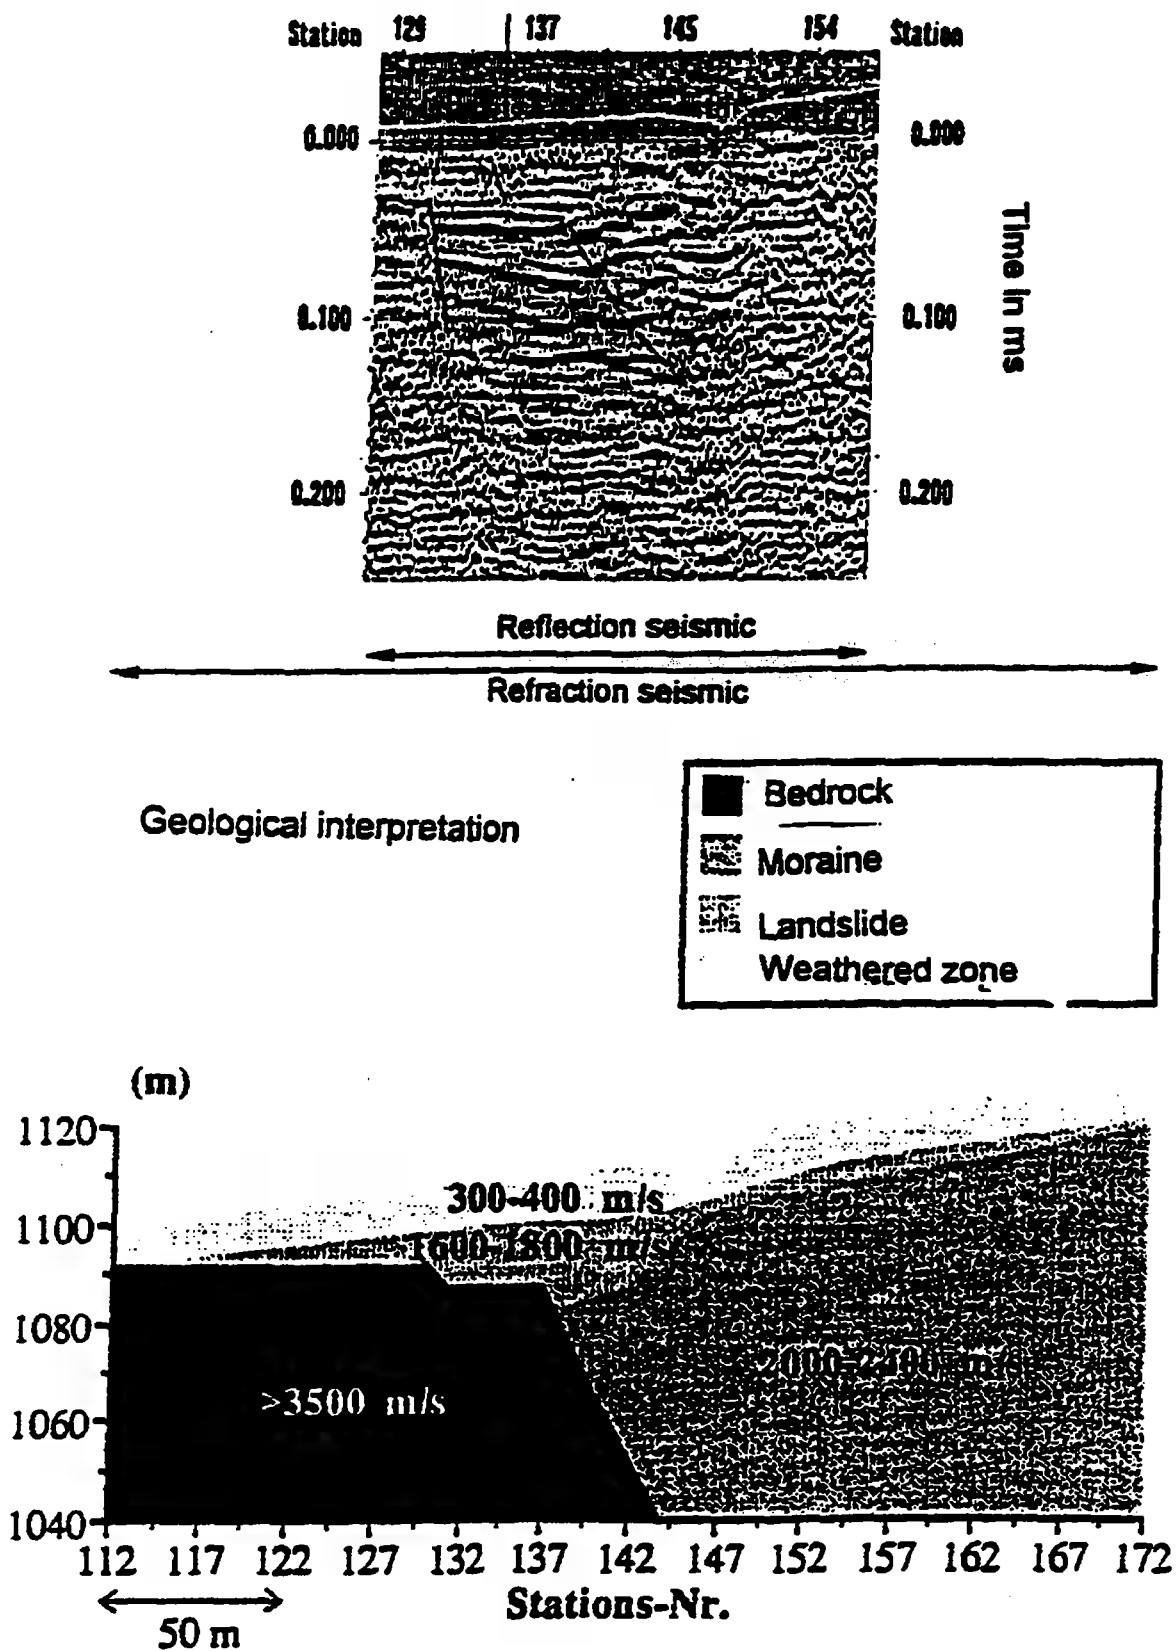 Station 129 137 145 154 Station
0.000 0.000
0.100 0.100
0.200 0.200
Time in ms
Reflection seismic
Refraction seismic
Geological interpretation
Bedrock
Moraine
Landslide
Weathered zone
(m)
1120
1100
1080
1060
1040
300-400 m/s
1600-1800 m/s
>3500 m/s
112 117 122 127 132 137 142 147 152 157 162 167 172
Stations-Nr.
50 m